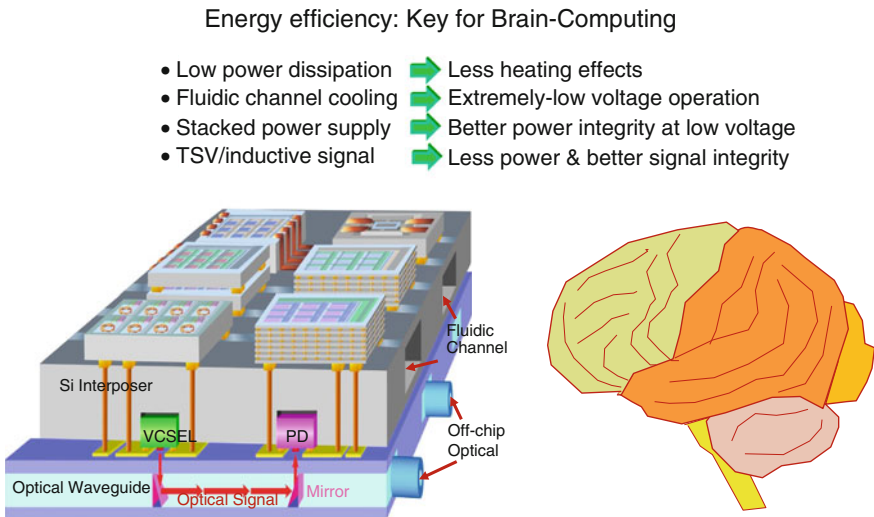 Energy efficiency: Key for Brain-Computing
• Low power dissipation Less heating effects
• Fluidic channel cooling Extremely-low voltage operation
• Stacked power supply Better power integrity at low voltage
• TSV/inductive signal Less power & better signal integrity
Fluidic
Channel
Si Interposer
VCSEL
PD
Off-chip
Optical
Optical Waveguide
Mirror
Optical Signal